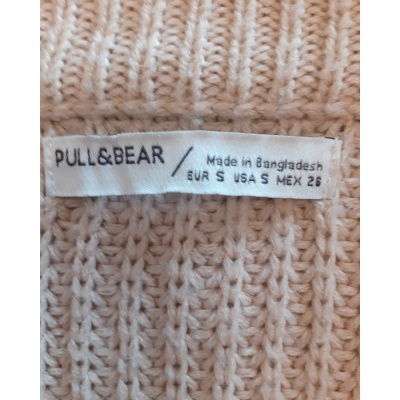 PULL&BEAR / Made in Bangladesh
EUR S USA S MEX 26